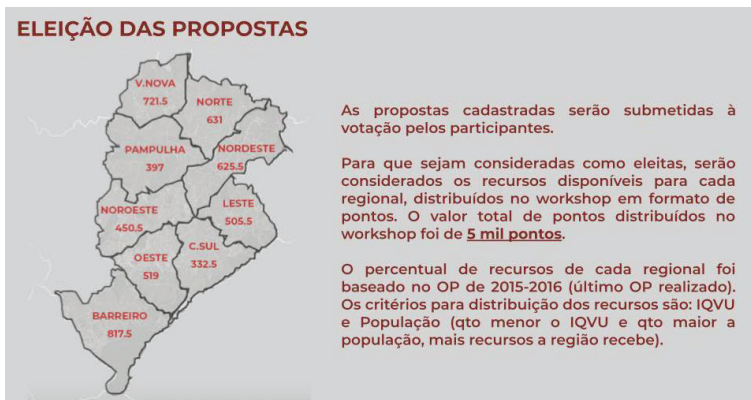 ELEIÇÃO DAS PROPOSTAS
V.NOVA
721.5
NORTE
631
PAMPULHA
397
NORDESTE
625.5
NOROESTE
450.5
LESTE
505.5
OESTE
519
C.SUL
332.5
BARREIRO
817.5
As propostas cadastradas serão submetidas à
votação pelos participantes.
Para que sejam consideradas como eleitas, serão
considerados os recursos disponíveis para cada
regional, distribuídos no workshop em formato de
pontos. O valor total de pontos distribuídos no
workshop foi de 5 mil pontos.
O percentual de recursos de cada regional foi
baseado no OP de 2015-2016 (último OP realizado).
Os critérios para distribuição dos recursos são: IQVU
e População (qto menor o IQVU e qto maior a
população, mais recursos a região recebe).